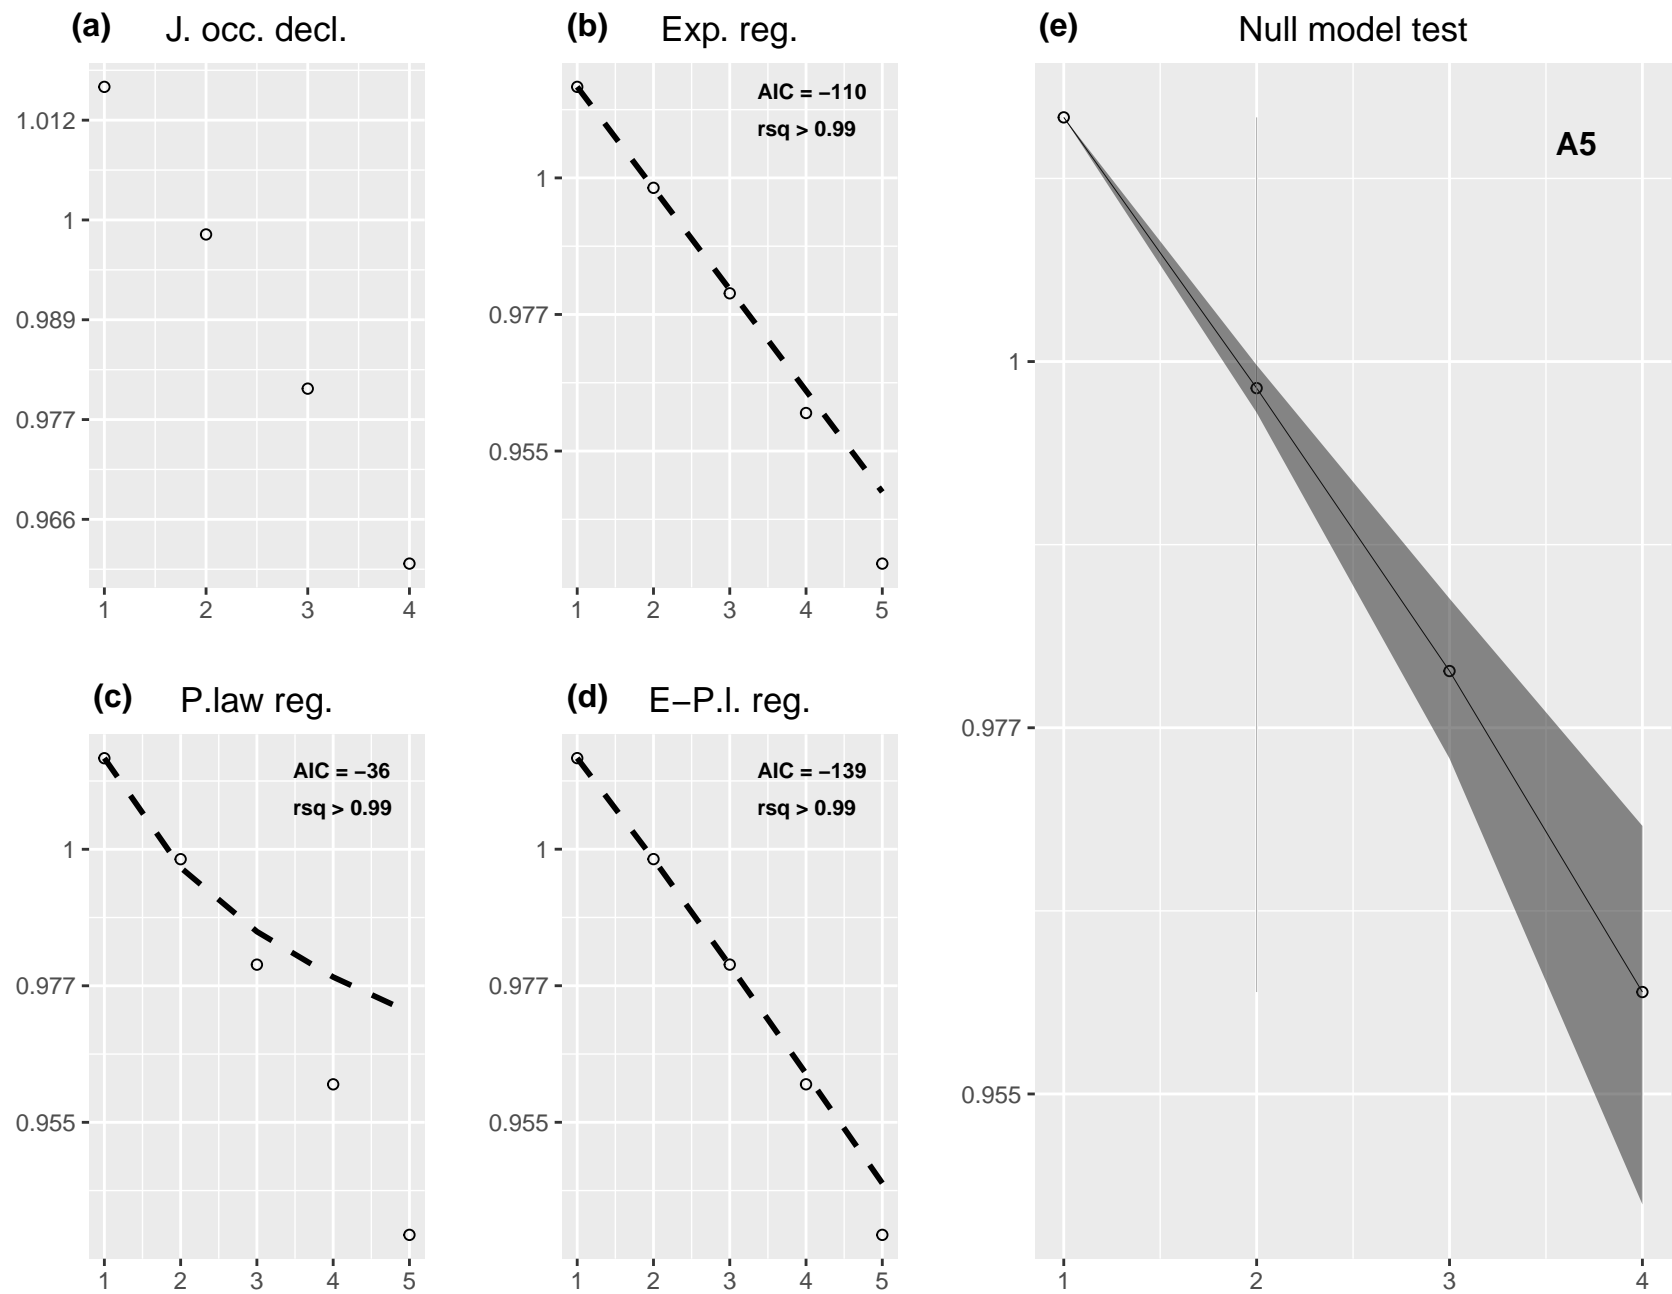 (a) J. occ. decl.
1.012
1
0.989
0.977
0.966
1 2 3 4
(b) Exp. reg.
AIC = −110
rsq > 0.99
1
0.977
0.955
1 2 3 4 5
(c) P.law reg.
AIC = −36
rsq > 0.99
1
0.977
0.955
1 2 3 4 5
(d) E−P.l. reg.
AIC = −139
rsq > 0.99
1
0.977
0.955
1 2 3 4 5
(e) Null model test
A5
1
0.977
0.955
1 2 3 4